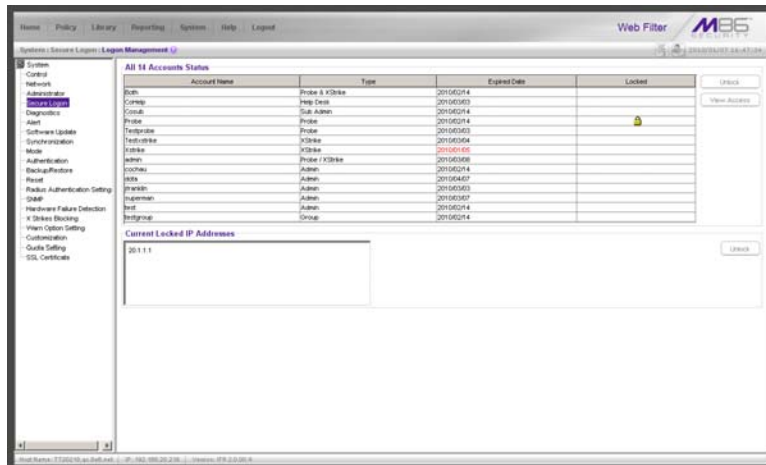 Home Policy Library Reporting System Help Logout
Web Filter
M86 SECURITY
System : Secure Logon : Logon Management
System
Control
Network
Administrator
Secure Logon
Diagnostics
Alert
Software Update
Synchronization
Mode
Authentication
Backup/Restore
Reset
Radius Authentication Setting
SNMP
Hardware Failure Detection
X Strikes Blocking
Warn Option Setting
Customization
Quota Setting
SSL Certificate
All 14 Accounts Status
Account Name Type Expired Date Locked
Both Probe & XStrike 2010/02/14
CoHelp Help Desk 2010/03/03
Cosub Sub Admin 2010/02/14
Probe Probe 2010/02/14
Testprobe Probe 2010/03/03
Testxstrike XStrike 2010/03/04
Xstrike XStrike 2010/01/05
admin Probe / XStrike 2010/03/08
cochau Admin 2010/02/14
Admin 2010/04/07
jfranklin Admin 2010/03/03
superman Admin 2010/03/07
test Admin 2010/02/14
testgroup Group 2010/02/14
Unlock
View Access
Current Locked IP Addresses
20.1.1.1
Unlock